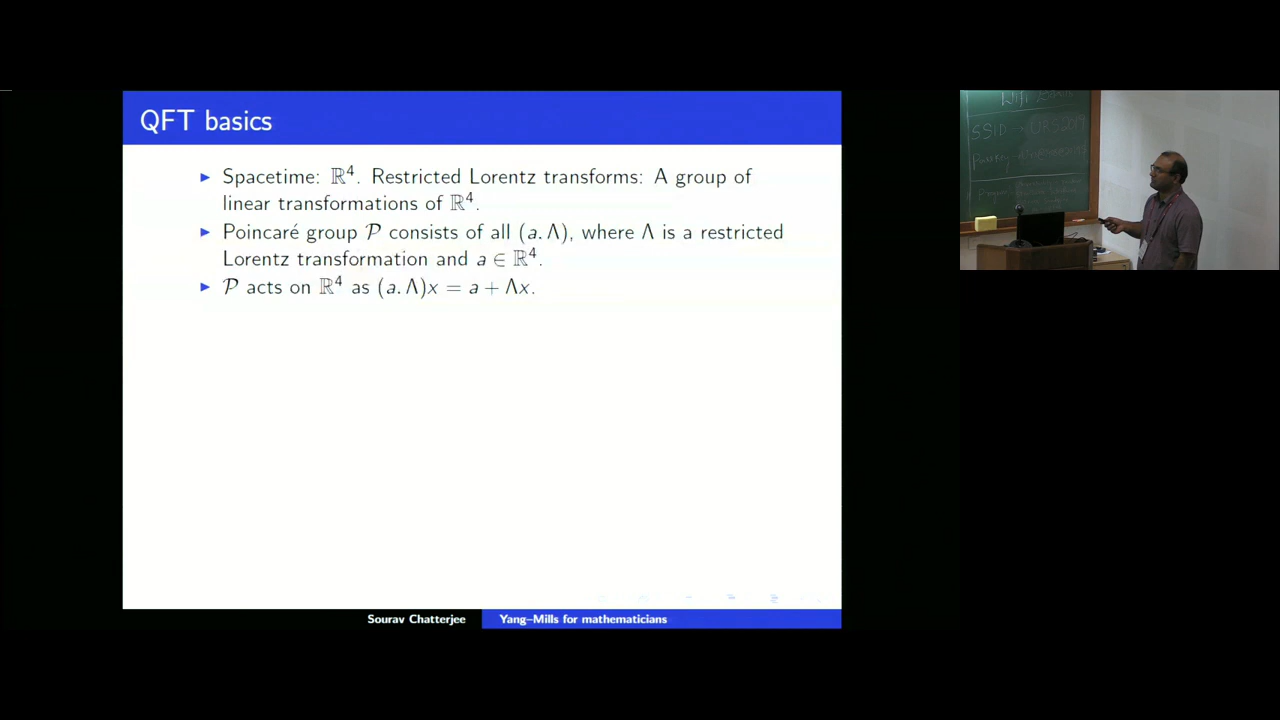 QFT basics
▶ Spacetime: ℝ⁴. Restricted Lorentz transforms: A group of
linear transformations of ℝ⁴.
▶ Poincaré group 𝒫 consists of all (a, Λ), where Λ is a restricted
Lorentz transformation and a ∈ ℝ⁴.
▶ 𝒫 acts on ℝ⁴ as (a, Λ)x = a + Λx.
Sourav Chatterjee
Yang–Mills for mathematicians
SSID →